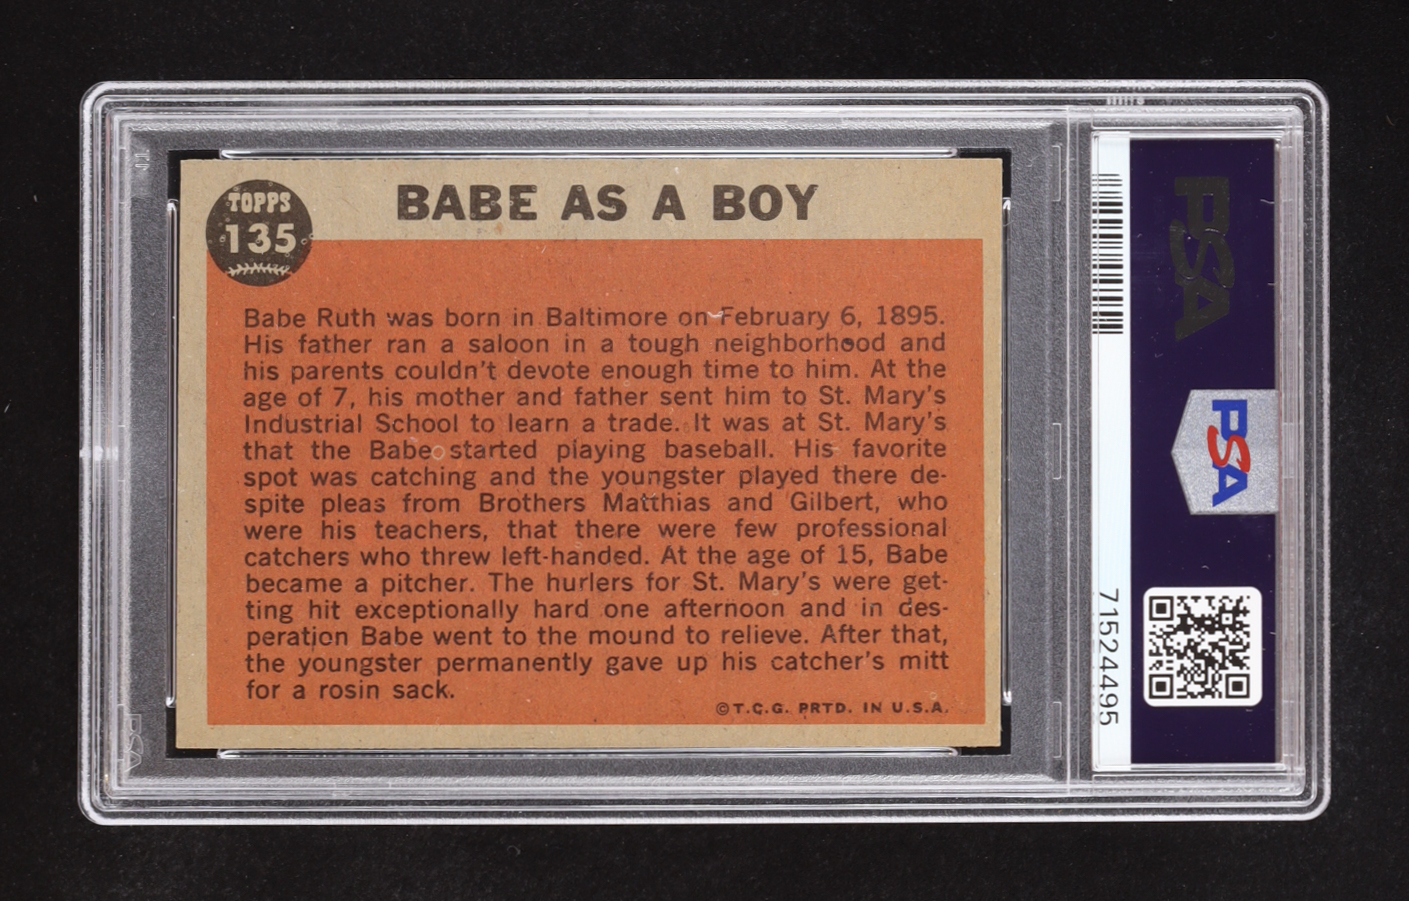 TOPPS
135
BABE AS A BOY
Babe Ruth was born in Baltimore on February 6, 1895.
His father ran a saloon in a tough neighborhood and
his parents couldn't devote enough time to him. At the
age of 7, his mother and father sent him to St. Mary's
Industrial School to learn a trade. It was at St. Mary's
that the Babe started playing baseball. His favorite
spot was catching and the youngster played there de-
spite pleas from Brothers Matthias and Gilbert, who
were his teachers, that there were few professional
catchers who threw left-handed. At the age of 15, Babe
became a pitcher. The hurlers for St. Mary's were get-
ting hit exceptionally hard one afternoon and in des-
peration Babe went to the mound to relieve. After that,
the youngster permanently gave up his catcher's mitt
for a rosin sack.
©T.C.G. PRTD. IN U.S.A.
PSA
PSA
71524495
PSA